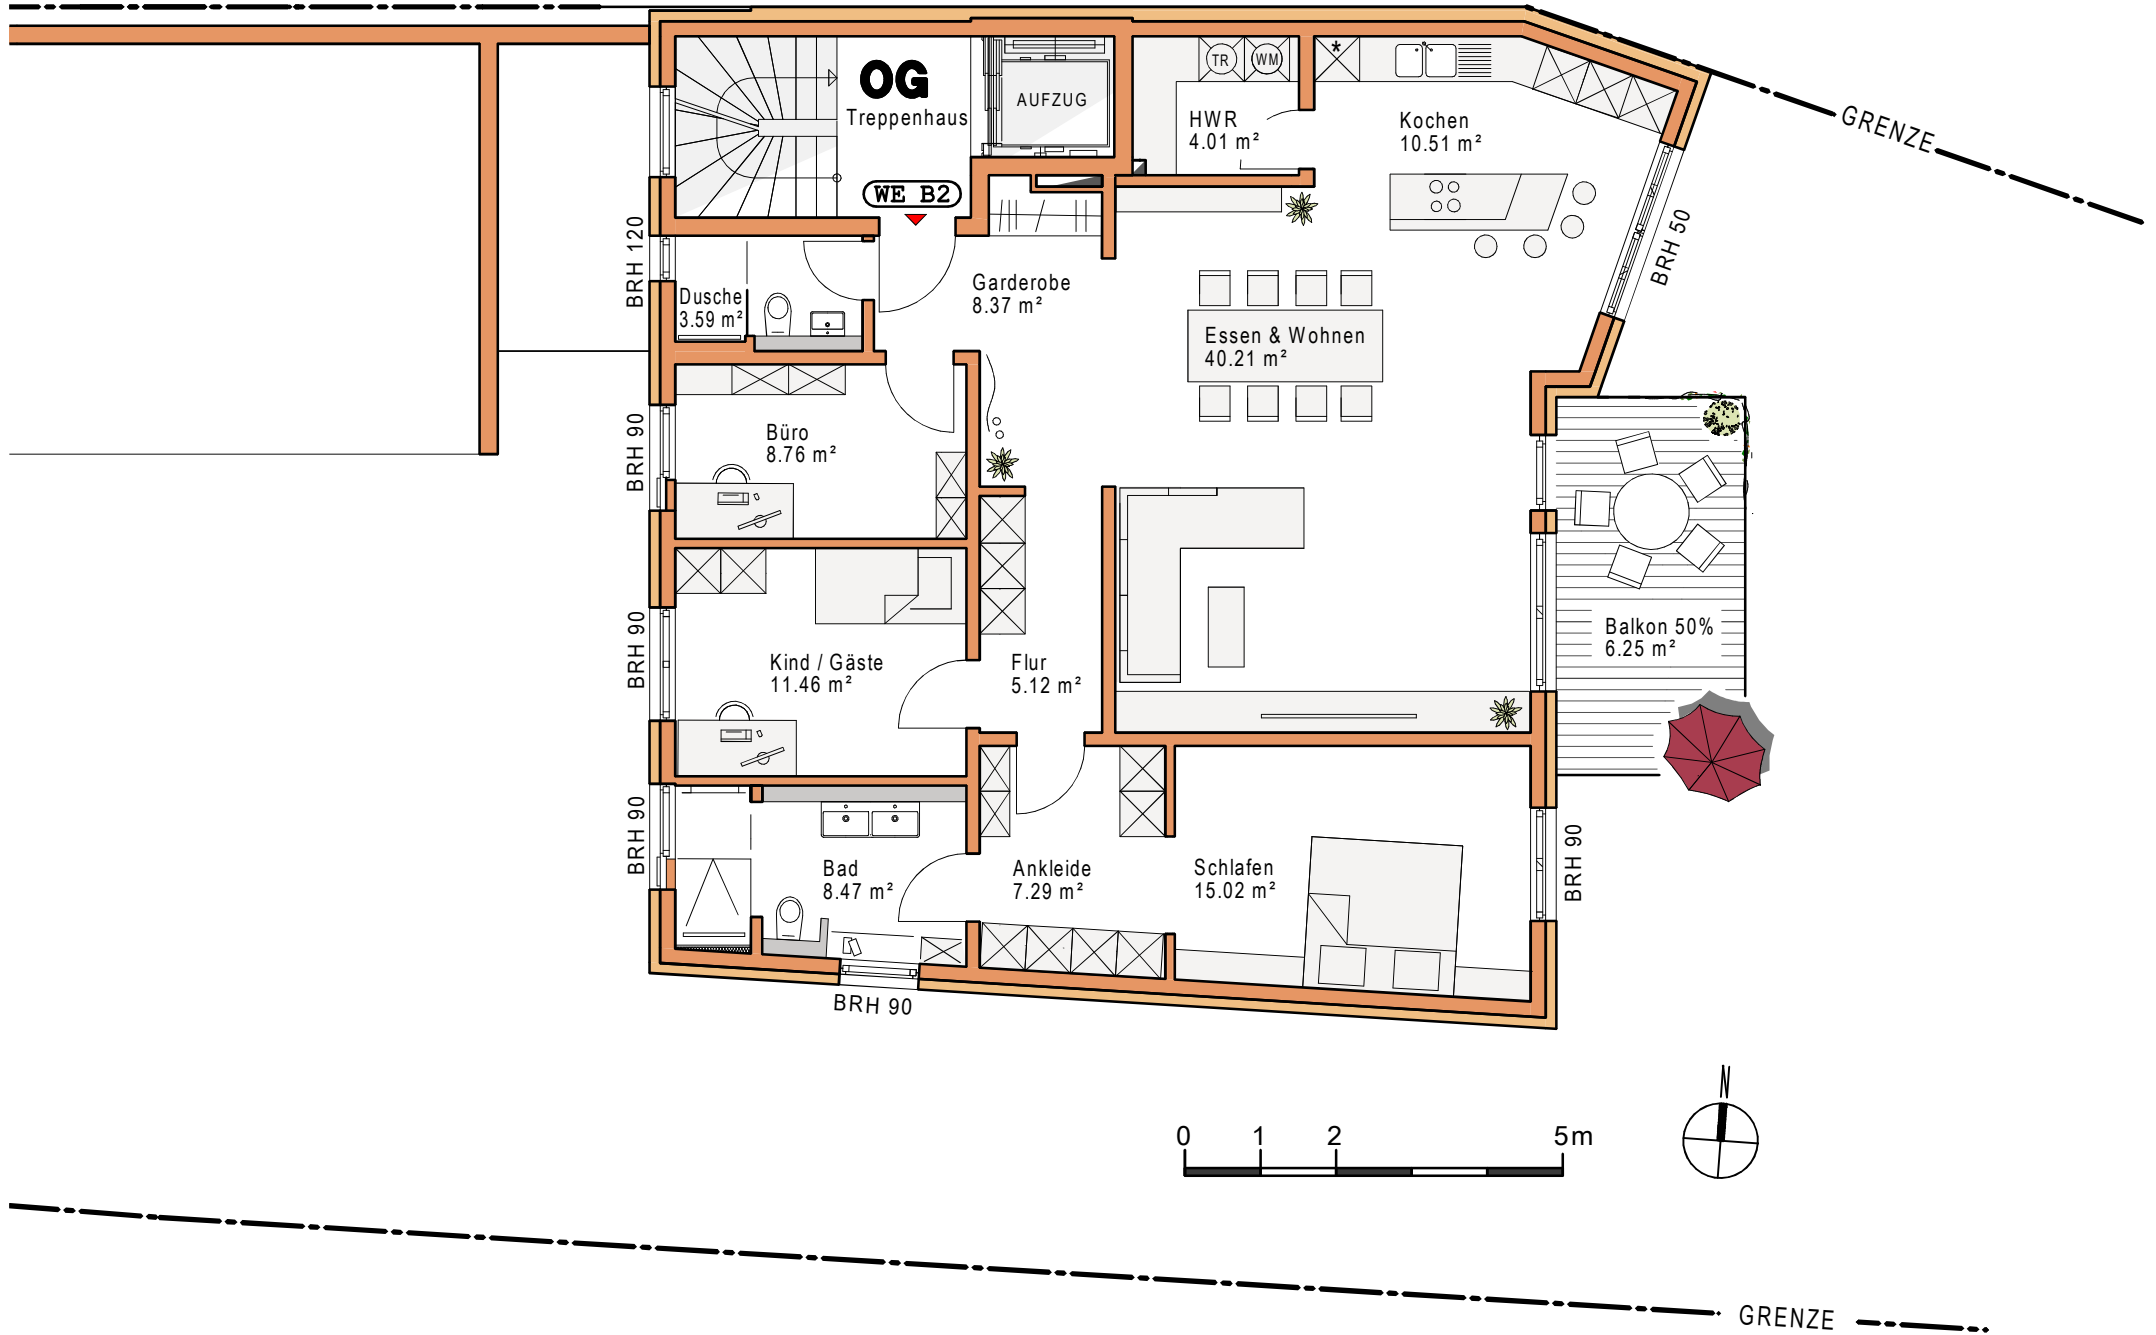 OG
Treppenhaus
AUFZUG
TR
WM
*
HWR
4.01 m²
Kochen
10.51 m²
GRENZE
WE B2
BRH 120
BRH 50
Dusche
3.59 m²
Garderobe
8.37 m²
Essen & Wohnen
40.21 m²
Büro
8.76 m²
BRH 90
Kind / Gäste
11.46 m²
BRH 90
Flur
5.12 m²
Balkon 50%
6.25 m²
BRH 90
Bad
8.47 m²
Ankleide
7.29 m²
Schlafen
15.02 m²
BRH 90
BRH 90
N
0 1 2 5m
GRENZE